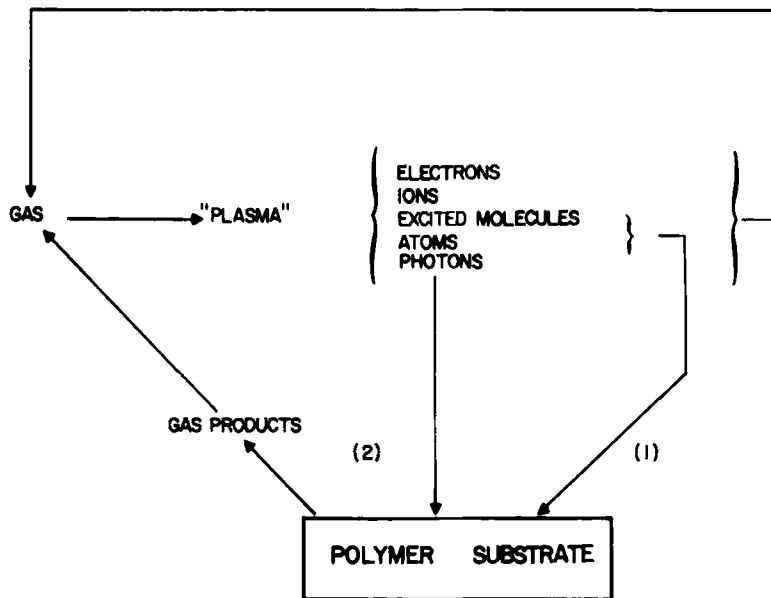 ELECTRONS
IONS
GAS
"PLASMA"
EXCITED MOLECULES
ATOMS
PHOTONS
GAS PRODUCTS
(2)
(1)
POLYMER SUBSTRATE